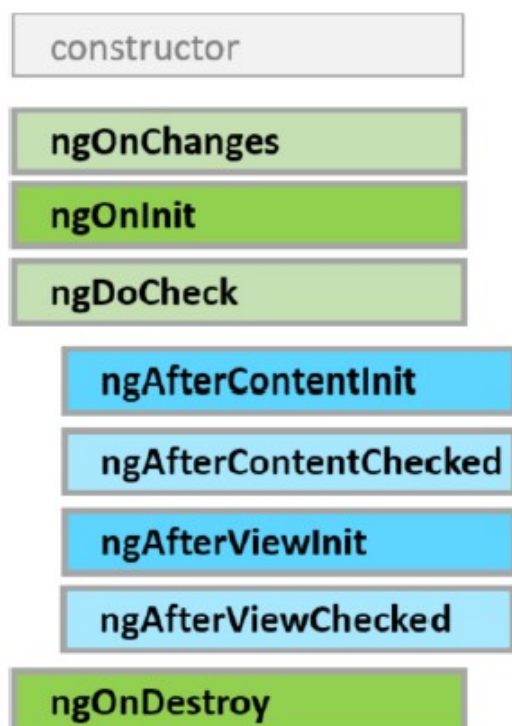 constructor
ngOnChanges
ngOnInit
ngDoCheck
ngAfterContentInit
ngAfterContentChecked
ngAfterViewInit
ngAfterViewChecked
ngOnDestroy